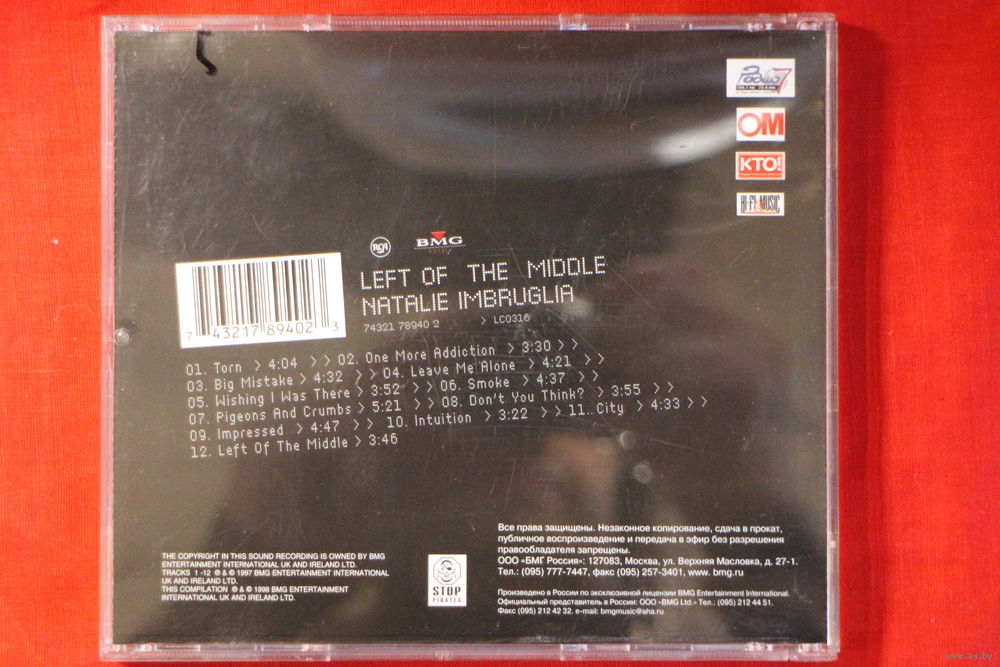 Радио 7
OM
КТО!
HI-FI & MUSIC
RCA
BMG
LEFT OF THE MIDDLE
NATALIE IMBRUGLIA
74321 78940 2 > LC0316
7 43217 89402 3
01. Torn > 4:04 >> 02. One More Addiction > 3:30 >>
03. Big Mistake > 4:32 >> 04. Leave Me Alone > 4:21 >>
05. Wishing I Was There > 3:52 >> 06. Smoke > 4:37 >>
07. Pigeons And Crumbs > 5:21 >> 08. Don't You Think? > 3:55 >>
09. Impressed > 4:47 >> 10. Intuition > 3:22 >> 11. City > 4:33 >>
12. Left Of The Middle > 3:46
THE COPYRIGHT IN THIS SOUND RECORDING IS OWNED BY BMG
ENTERTAINMENT INTERNATIONAL UK AND IRELAND LTD.
TRACKS 1 -12 ℗ & © 1997 BMG ENTERTAINMENT INTERNATIONAL
UK AND IRELAND LTD.
THIS COMPILATION ℗ & © 1998 BMG ENTERTAINMENT
INTERNATIONAL UK AND IRELAND LTD.
STOP
PIRATES
Все права защищены. Незаконное копирование, сдача в прокат,
публичное воспроизведение и передача в эфир без разрешения
правообладателя запрещены.
ООО «БМГ Россия»: 127083, Москва, ул. Верхняя Масловка, д. 27-1.
Тел.: (095) 777-7447, факс (095) 257-3401, www. bmg.ru
Произведено в России по эксклюзивной лицензии BMG Entertainment International.
Официальный представитель в России: ООО «BMG Ltd.» Тел.: (095) 212 44 51.
Факс (095) 212 42 32. e-mail: bmgmusic@aha.ru
www.ay.by